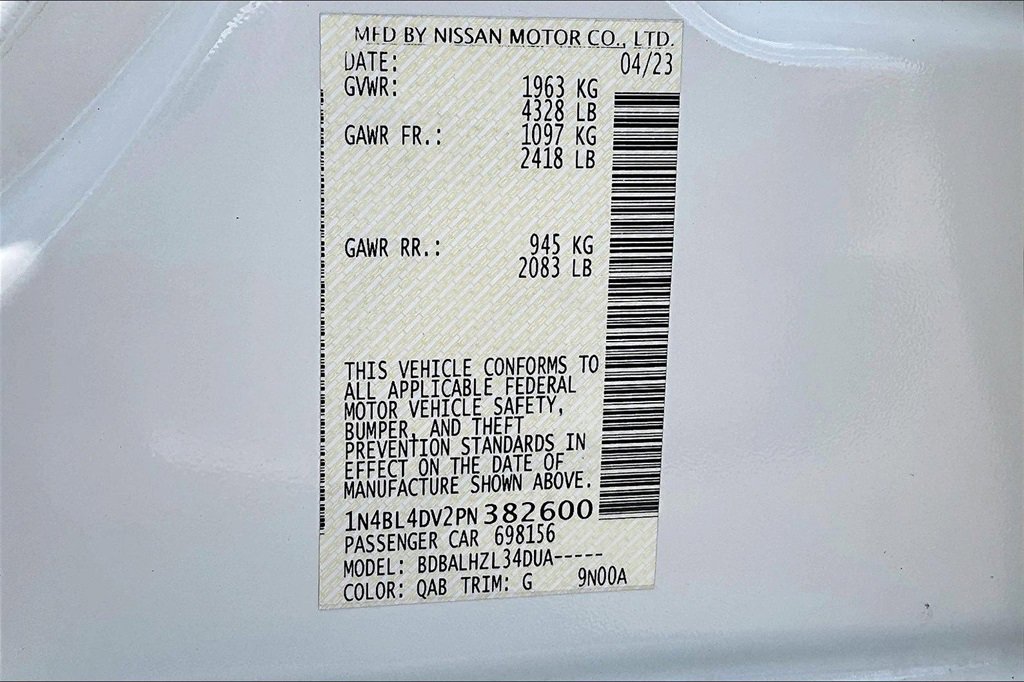 MFD BY NISSAN MOTOR CO., LTD.
DATE: 04/23
GVWR: 1963 KG
4328 LB
GAWR FR.: 1097 KG
2418 LB
GAWR RR.: 945 KG
2083 LB
THIS VEHICLE CONFORMS TO
ALL APPLICABLE FEDERAL
MOTOR VEHICLE SAFETY,
BUMPER, AND THEFT
PREVENTION STANDARDS IN
EFFECT ON THE DATE OF
MANUFACTURE SHOWN ABOVE.
1N4BL4DV2PN382600
PASSENGER CAR 698156
MODEL: BDBALHZL34DUA-----
COLOR: QAB TRIM: G 9N00A